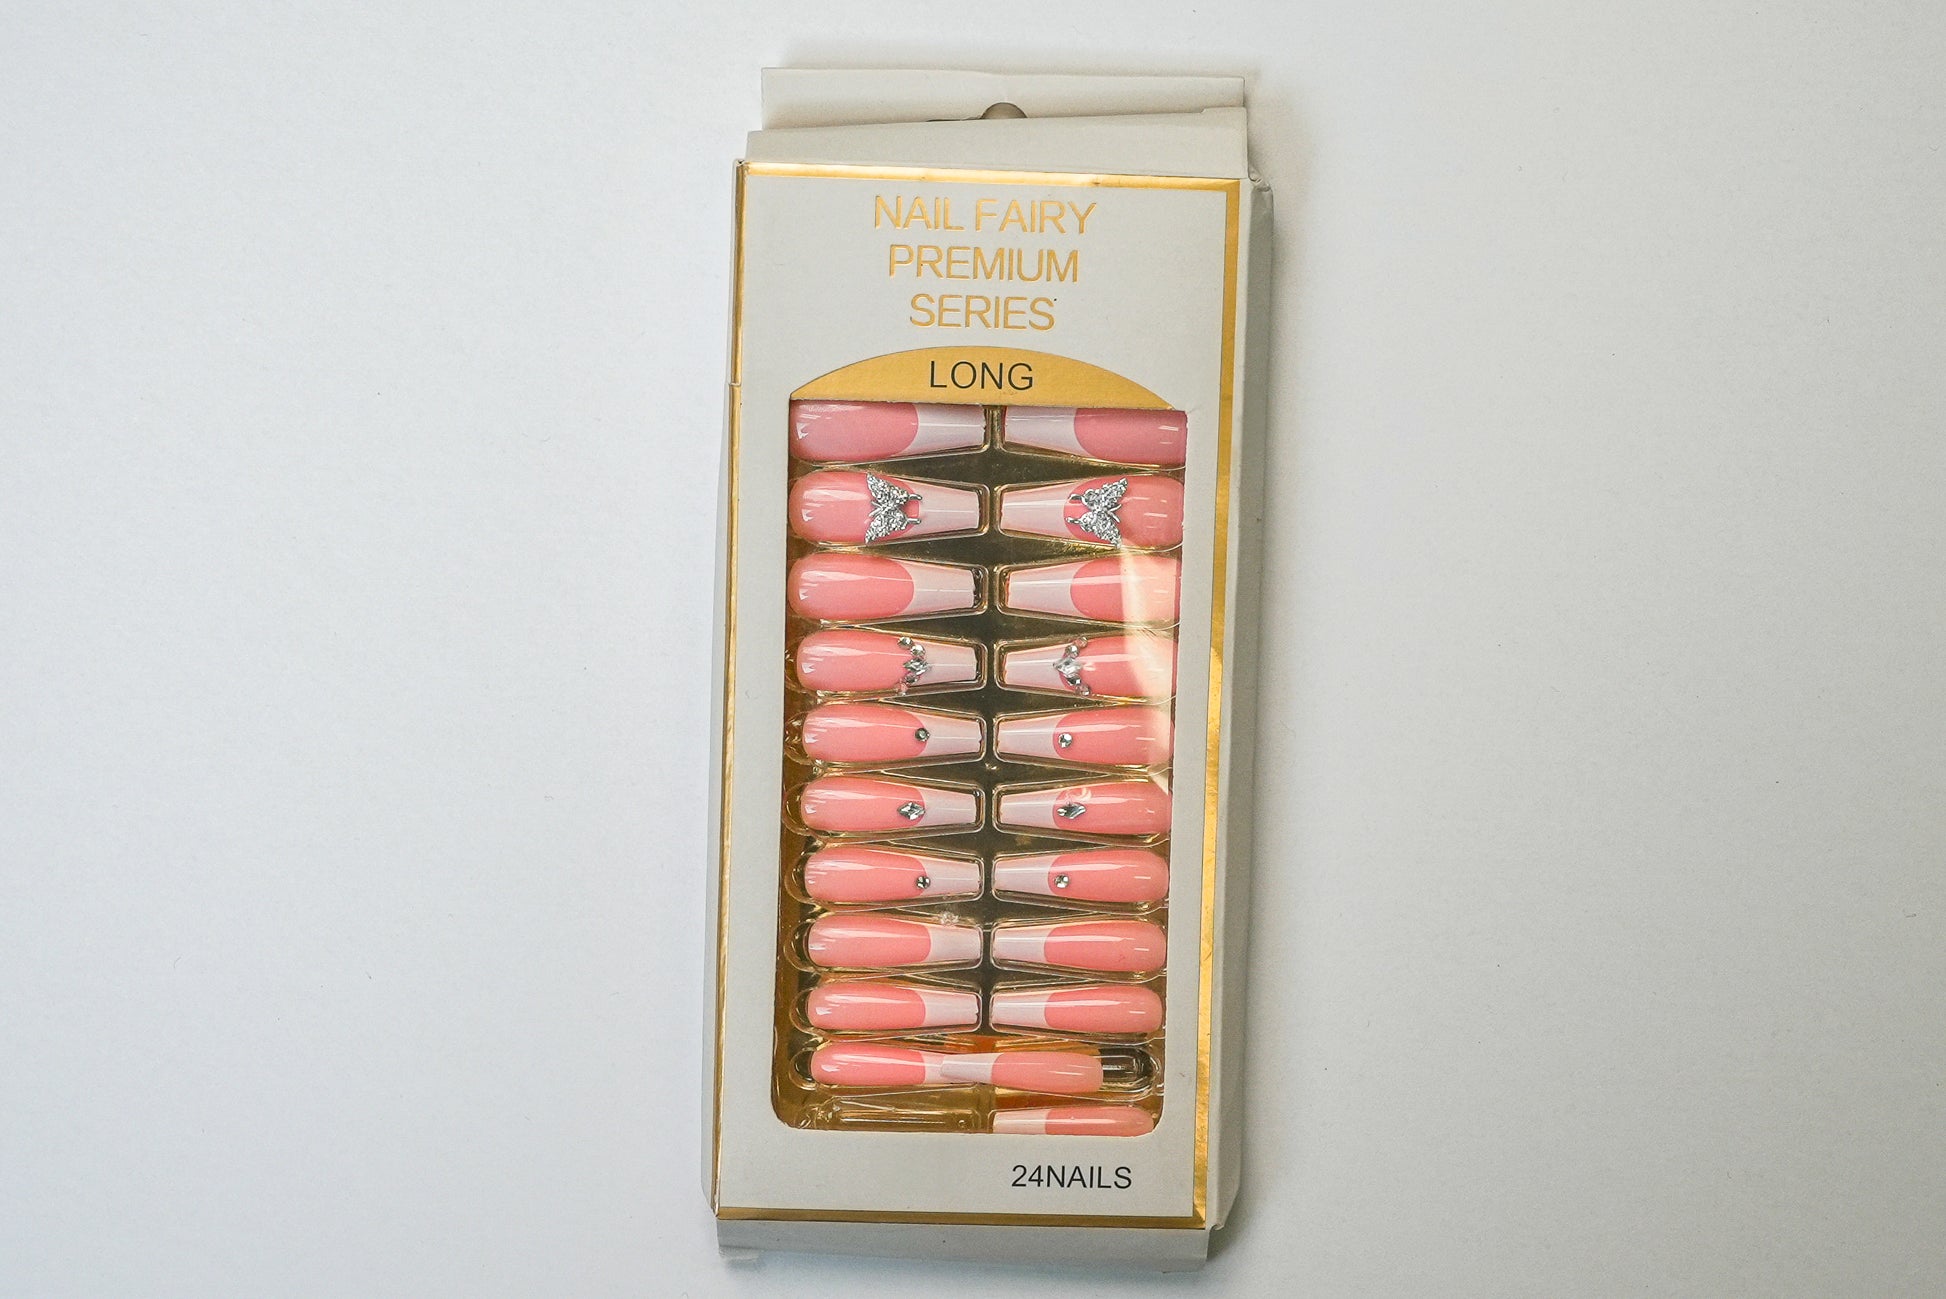 NAIL FAIRY
PREMIUM
SERIES
LONG
24NAILS